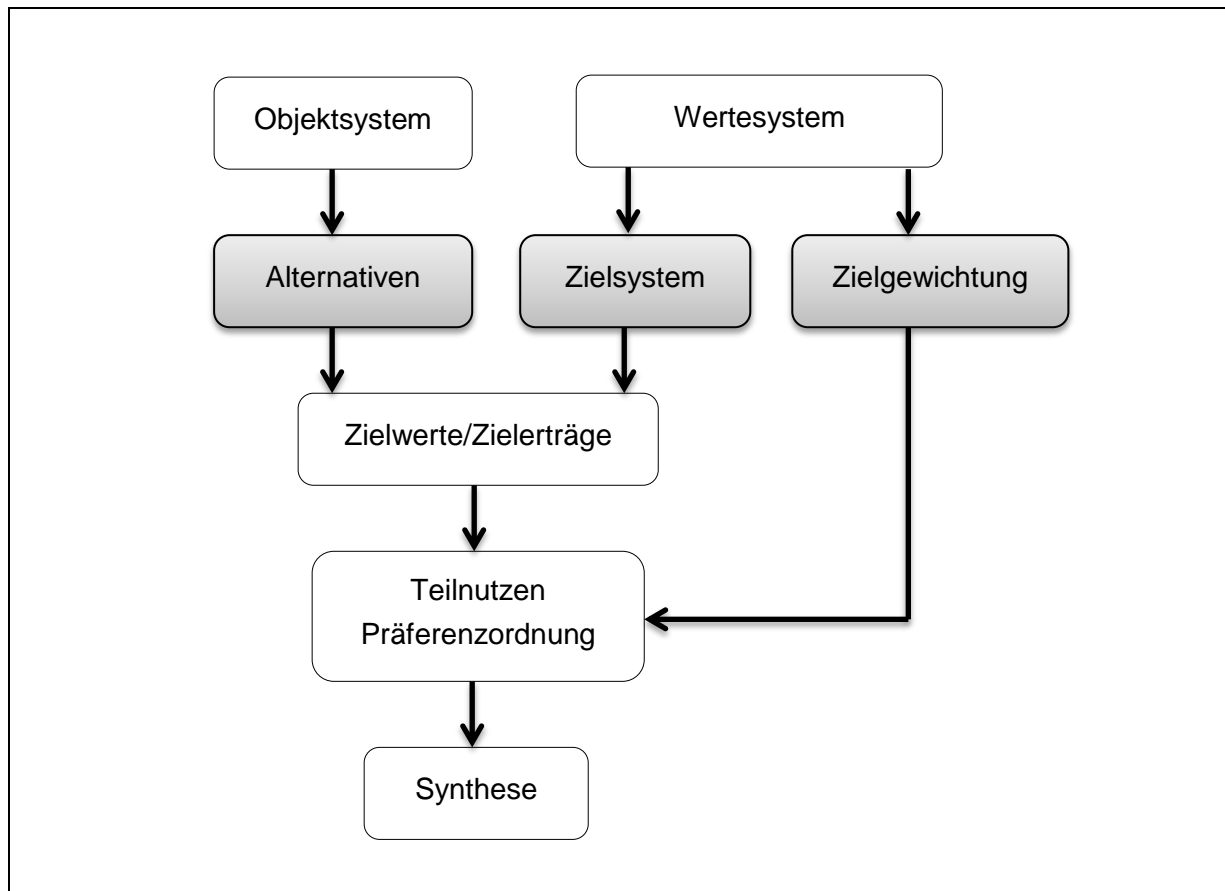 Objektsystem
Wertesystem
Alternativen
Zielsystem
Zielgewichtung
Zielwerte/Zielerträge
Teilnutzen
Präferenzordnung
Synthese